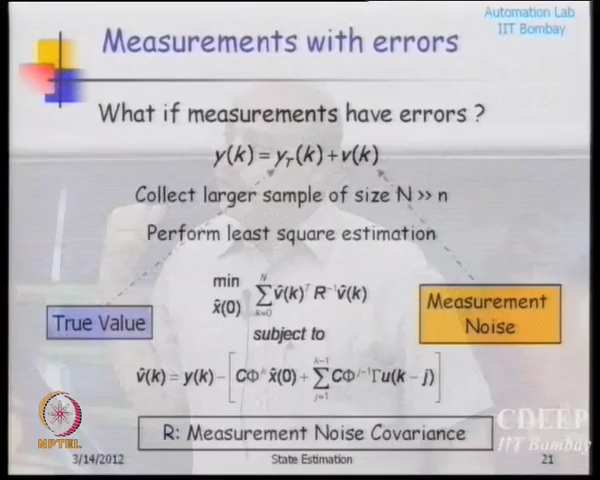 Automation Lab
IIT Bombay
Measurements with errors
What if measurements have errors ?
y(k) = y_T(k) + v(k)
Collect larger sample of size N >> n
Perform least square estimation
min x̂(0) ∑_{k=0}^{N} v̂(k)^T R^{-1} v̂(k)
subject to
True Value
Measurement
Noise
v̂(k) = y(k) - [CΦ^k x̂(0) + ∑_{j=1}^{k-1} CΦ^{j-1}Γu(k - j)]
R: Measurement Noise Covariance
NPTEL
CDEEP
IIT Bombay
3/14/2012
State Estimation
21